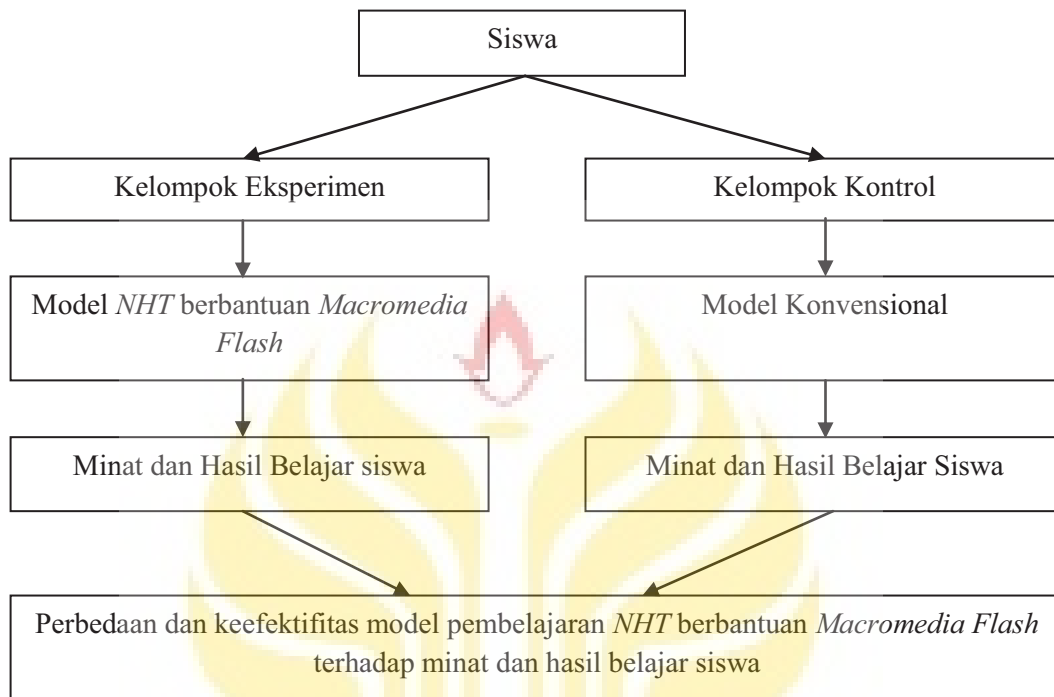 Siswa
Kelompok Eksperimen
Kelompok Kontrol
Model NHT berbantuan Macromedia
Flash
Model Konvensional
Minat dan Hasil Belajar siswa
Minat dan Hasil Belajar Siswa
Perbedaan dan keefektifitas model pembelajaran NHT berbantuan Macromedia Flash
terhadap minat dan hasil belajar siswa